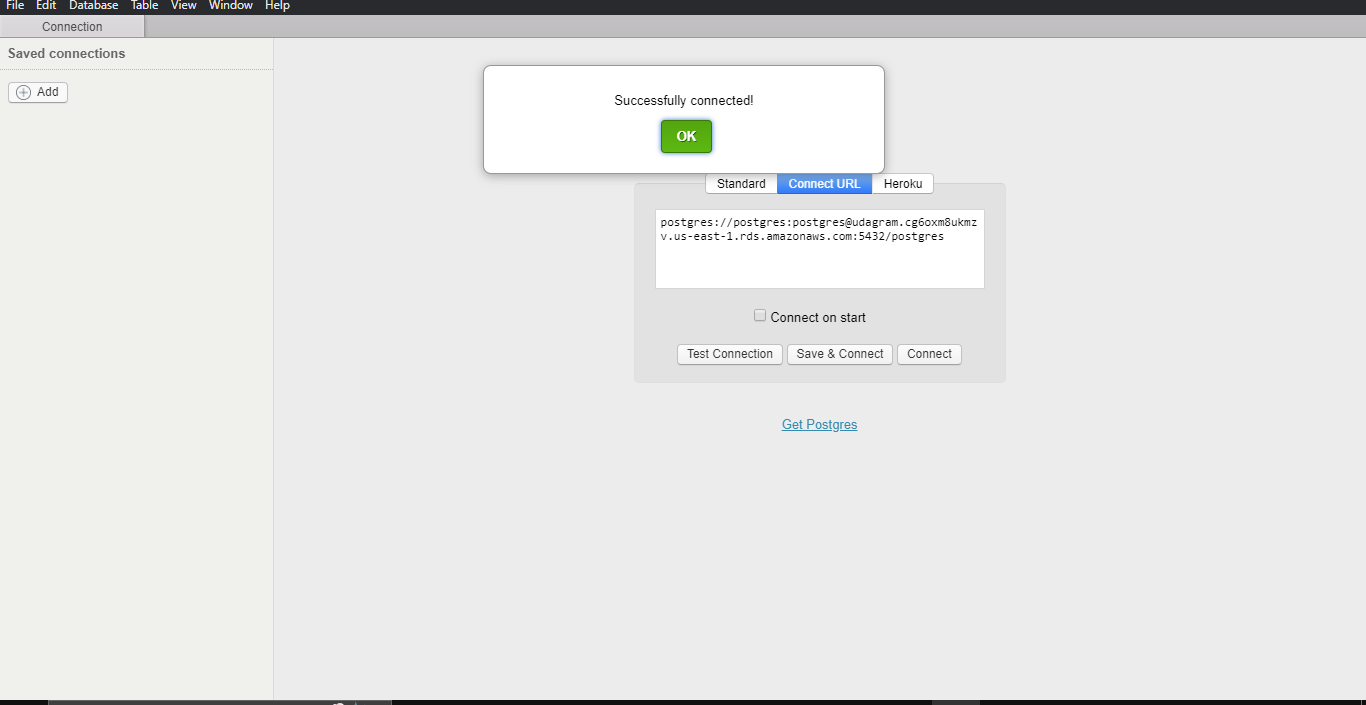 File Edit Database Table View Window Help
Connection
Saved connections
Add
Successfully connected!
OK
Standard Connect URL Heroku
postgres://postgres:postgres@udagram.cg6oxm8ukmz
v.us-east-1.rds.amazonaws.com:5432/postgres
Connect on start
Test Connection Save & Connect Connect
Get Postgres